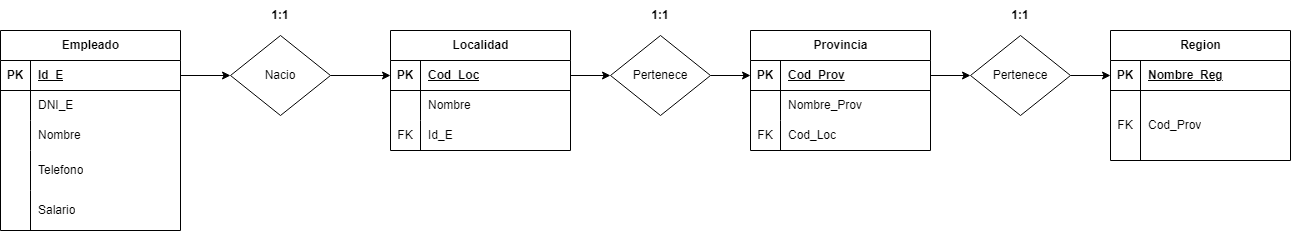 1:1
1:1
1:1
Empleado
PK Id_E
DNI_E
Nombre
Telefono
Salario
Nacio
Localidad
PK Cod_Loc
Nombre
FK Id_E
Pertenece
Provincia
PK Cod_Prov
Nombre_Prov
FK Cod_Loc
Pertenece
Region
PK Nombre_Reg
FK Cod_Prov